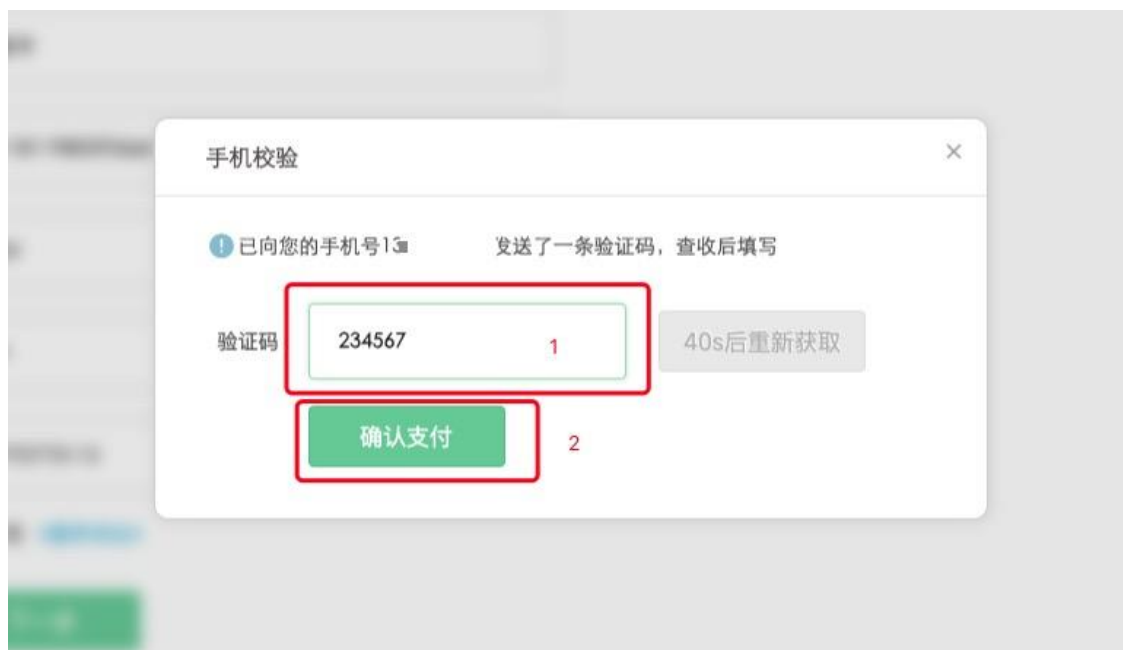 手机校验
已向您的手机号13 发送了一条验证码，查收后填写
验证码 234567 1 40s后重新获取
确认支付 2